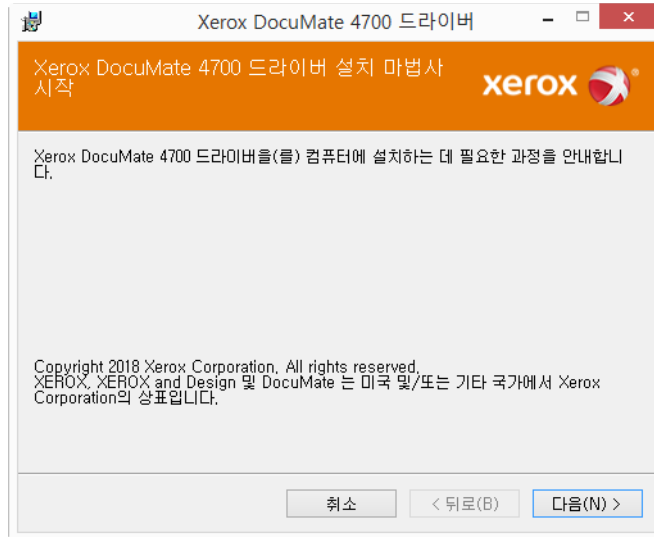 Xerox DocuMate 4700 드라이버
Xerox DocuMate 4700 드라이버 설치 마법사
시작
xerox
Xerox DocuMate 4700 드라이버을(를) 컴퓨터에 설치하는 데 필요한 과정을 안내합니
다.
Copyright 2018 Xerox Corporation. All rights reserved.
XEROX, XEROX and Design 및 DocuMate 는 미국 및/또는 기타 국가에서 Xerox
Corporation의 상표입니다.
취소
< 뒤로(B)
다음(N) >